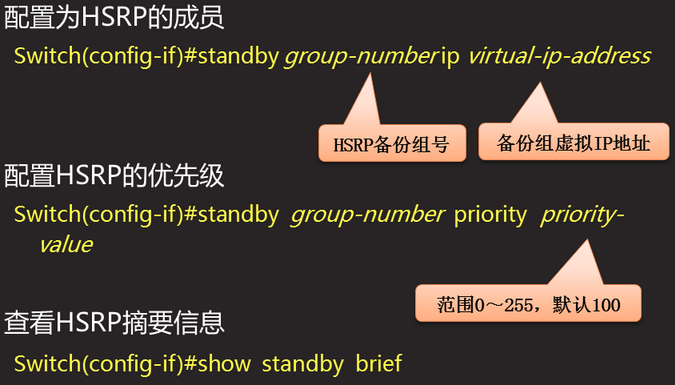 配置为HSRP的成员
Switch(config-if)#standby group-number ip virtual-ip-address
HSRP备份组号
备份组虚拟IP地址
配置HSRP的优先级
Switch(config-if)#standby group-number priority priority-
value
范围0～255，默认100
查看HSRP摘要信息
Switch(config-if)#show standby brief